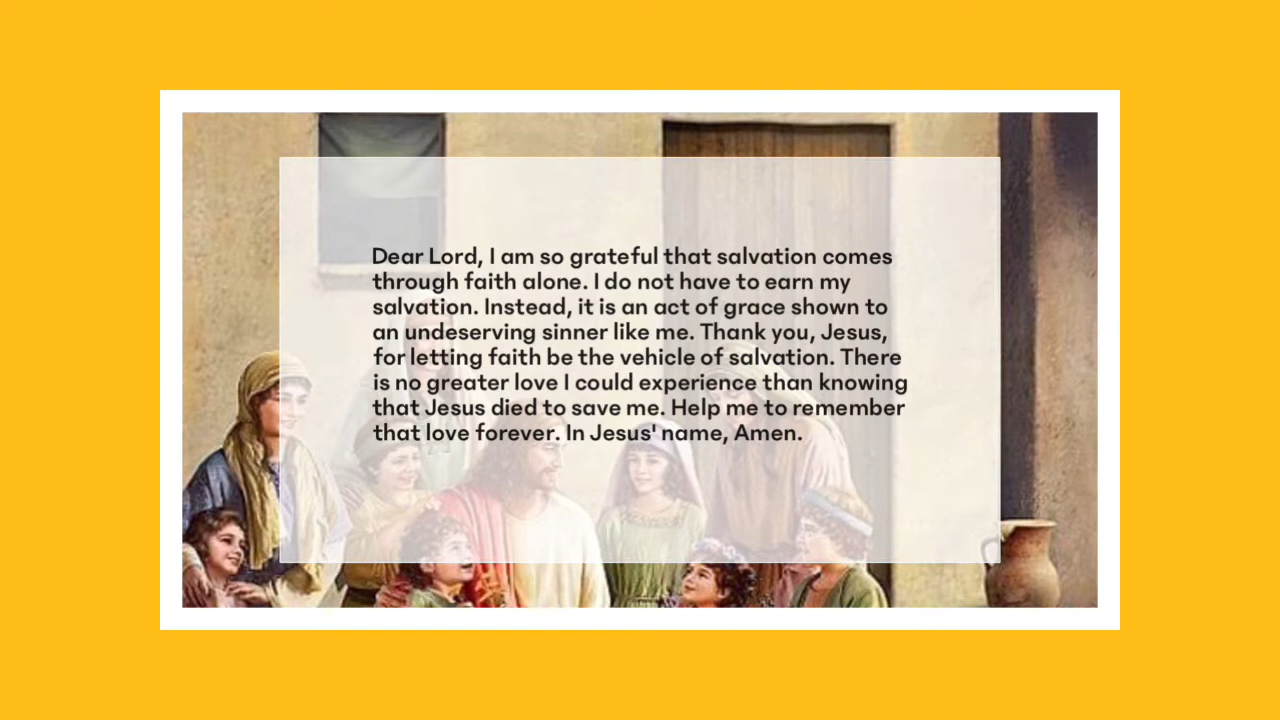 Dear Lord, I am so grateful that salvation comes
through faith alone. I do not have to earn my
salvation. Instead, it is an act of grace shown to
an undeserving sinner like me. Thank you, Jesus,
for letting faith be the vehicle of salvation. There
is no greater love I could experience than knowing
that Jesus died to save me. Help me to remember
that love forever. In Jesus' name, Amen.